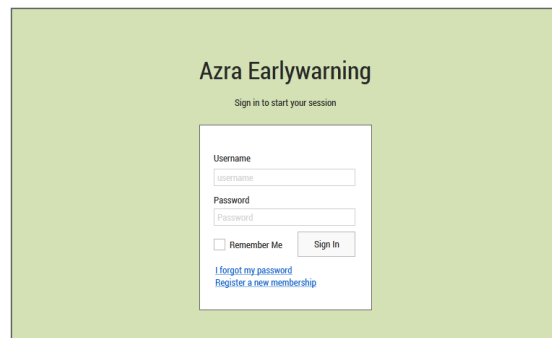 Azra Earlywarning
Sign in to start your session
Username
username
Password
Password
Remember Me
Sign In
I forgot my password
Register a new membership